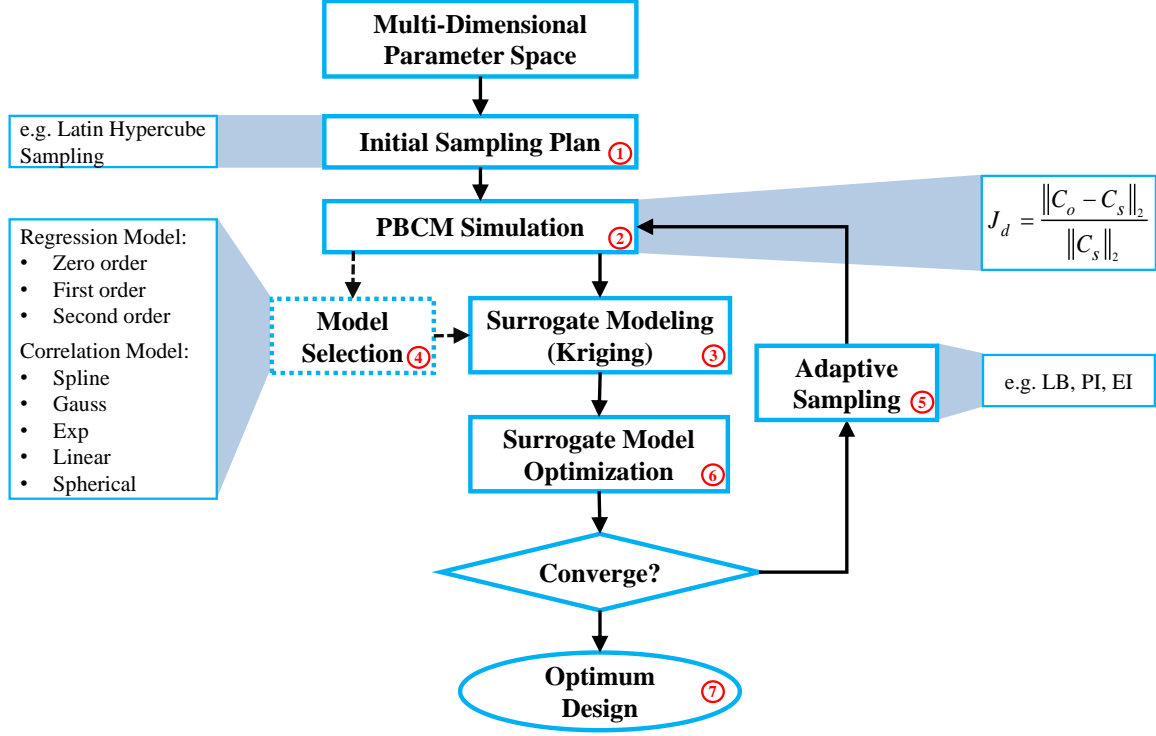 Multi-Dimensional
Parameter Space
e.g. Latin Hypercube
Sampling
Initial Sampling Plan
1
PBCM Simulation
2
J_d = ‖C_o − C_s‖_2 / ‖C_s‖_2
Regression Model:
• Zero order
• First order
• Second order
Correlation Model:
• Spline
• Gauss
• Exp
• Linear
• Spherical
Model
Selection
4
Surrogate Modeling
(Kriging)
3
Adaptive
Sampling
5
e.g. LB, PI, EI
Surrogate Model
Optimization
6
Converge?
Optimum
Design
7